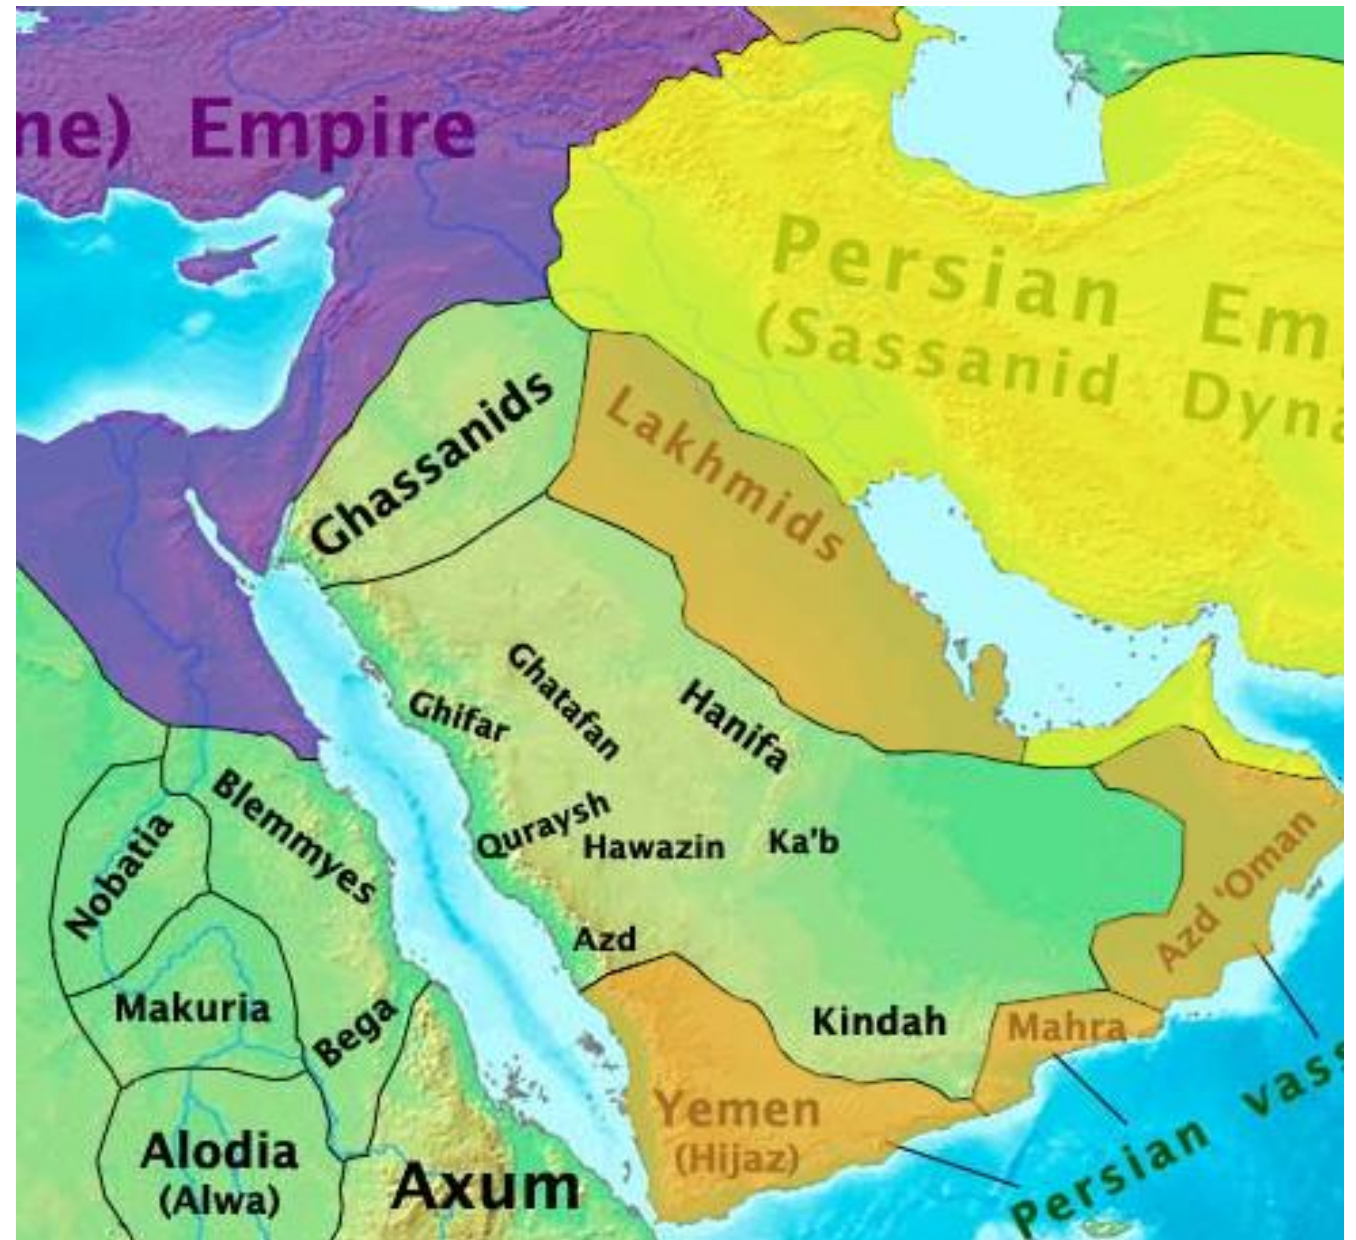 ne) Empire
Persian Em
(Sassanid Dyna
Ghassanids
Lakhmids
Ghatafan
Hanifa
Ghifar
Blemmyes
Quraysh
Hawazin
Ka'b
Nobatia
Azd
Azd 'Oman
Makuria
Bega
Kindah
Mahra
Yemen
(Hijaz)
Alodia
(Alwa)
Axum
Persian vass